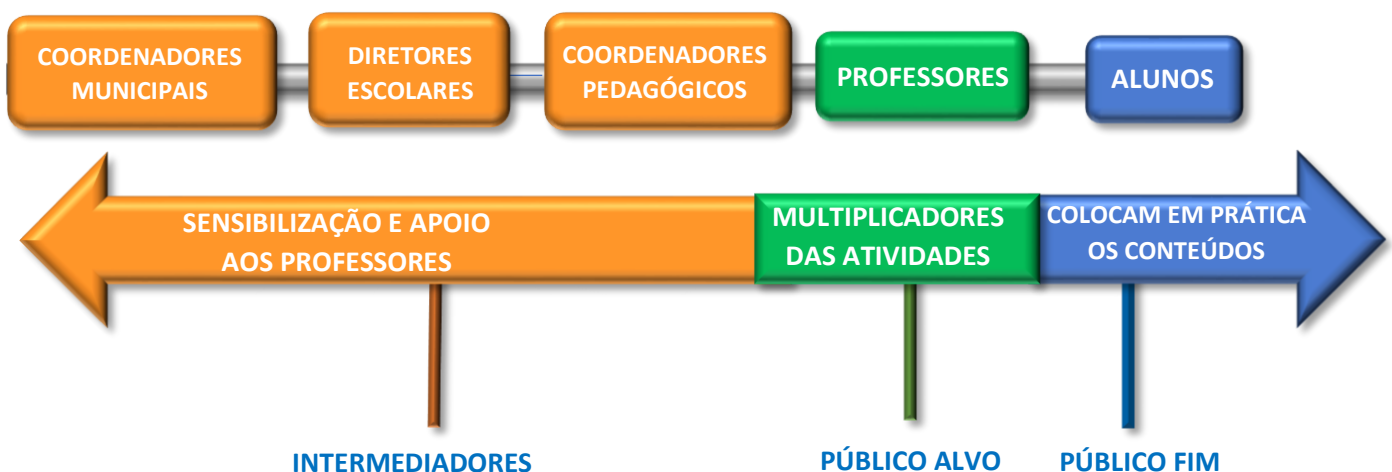 COORDENADORES
MUNICIPAIS
DIRETORES
ESCOLARES
COORDENADORES
PEDAGÓGICOS
PROFESSORES
ALUNOS
SENSIBILIZAÇÃO E APOIO
AOS PROFESSORES
MULTIPLICADORES
DAS ATIVIDADES
COLOCAM EM PRÁTICA
OS CONTEÚDOS
INTERMEDIADORES
PÚBLICO ALVO
PÚBLICO FIM